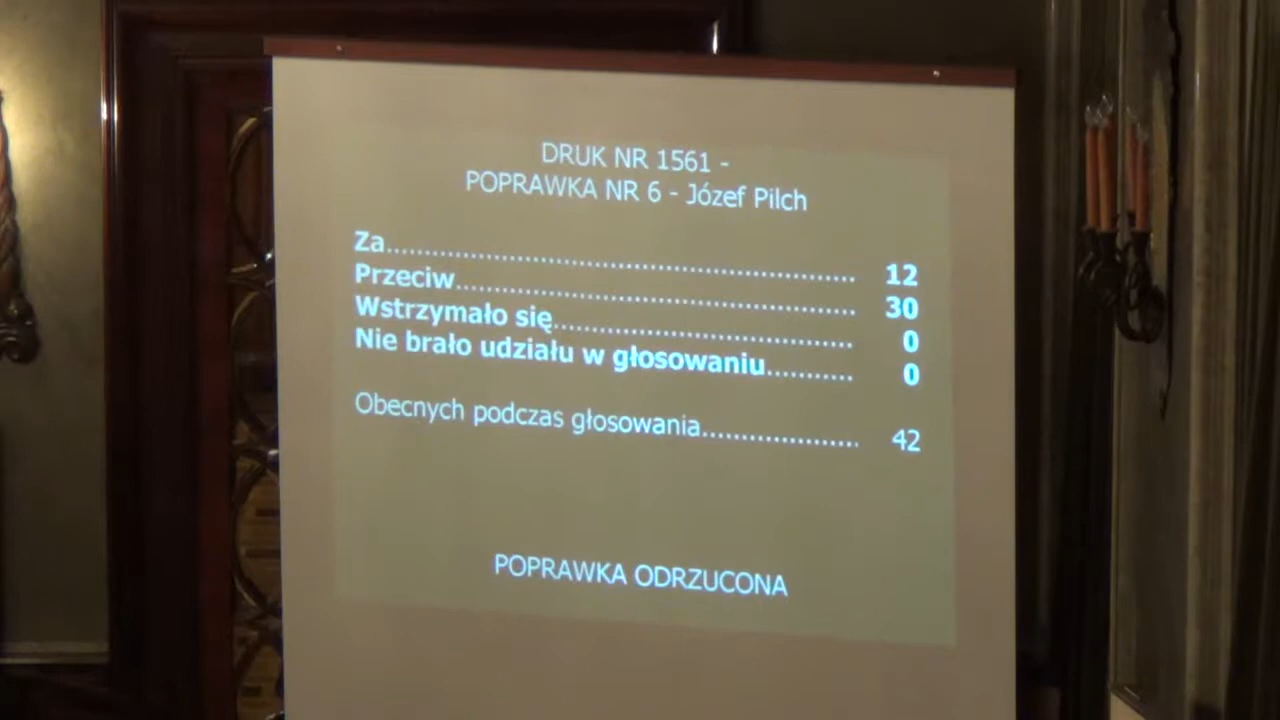 DRUK NR 1561 -
POPRAWKA NR 6 - Józef Pilch
Za.......................................................... 12
Przeciw.................................................. 30
Wstrzymało się..................................... 0
Nie brało udziału w głosowaniu........... 0
Obecnych podczas głosowania.................... 42
POPRAWKA ODRZUCONA